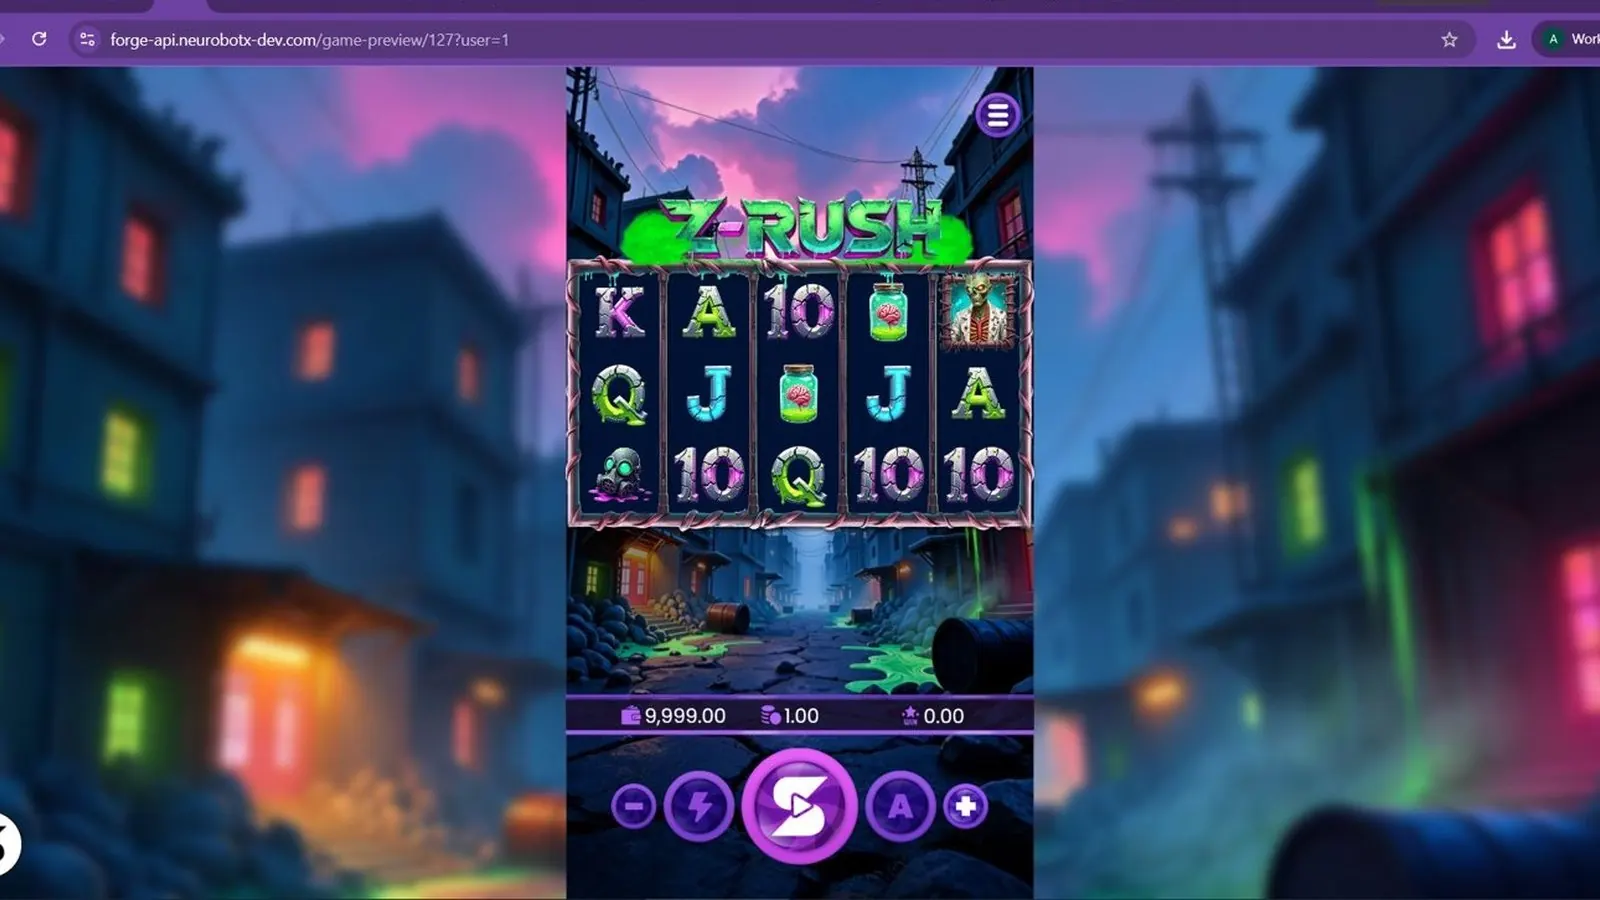 forge-api.neurobotx-dev.com/game-preview/127?user=1
A
Work
Z-RUSH
K A 10
Q J J A
10 Q 10 10
9,999.00 1.00 WIN 0.00
A